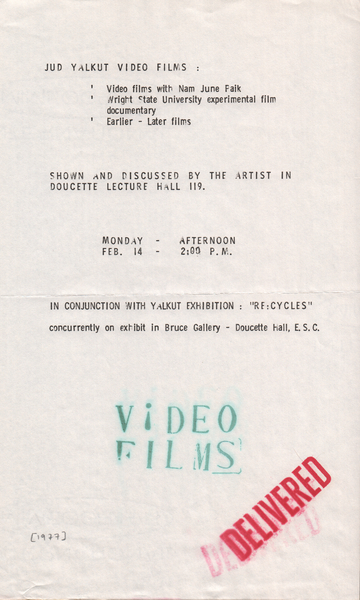 JUD YALKUT VIDEO FILMS :
' Video films with Nam June Paik
' Wright State University experimental film
documentary
' Earlier - Later films
SHOWN AND DISCUSSED BY THE ARTIST IN
DOUCETTE LECTURE HALL 119.
MONDAY - AFTERNOON
FEB. 14 - 2:00 P.M.
IN CONJUNCTION WITH YALKUT EXHIBITION : "RE:CYCLES"
concurrently on exhibit in Bruce Gallery - Doucette Hall, E.S.C.
ViDEO
FILMS
DELIVERED
DELIVERED
[1977]